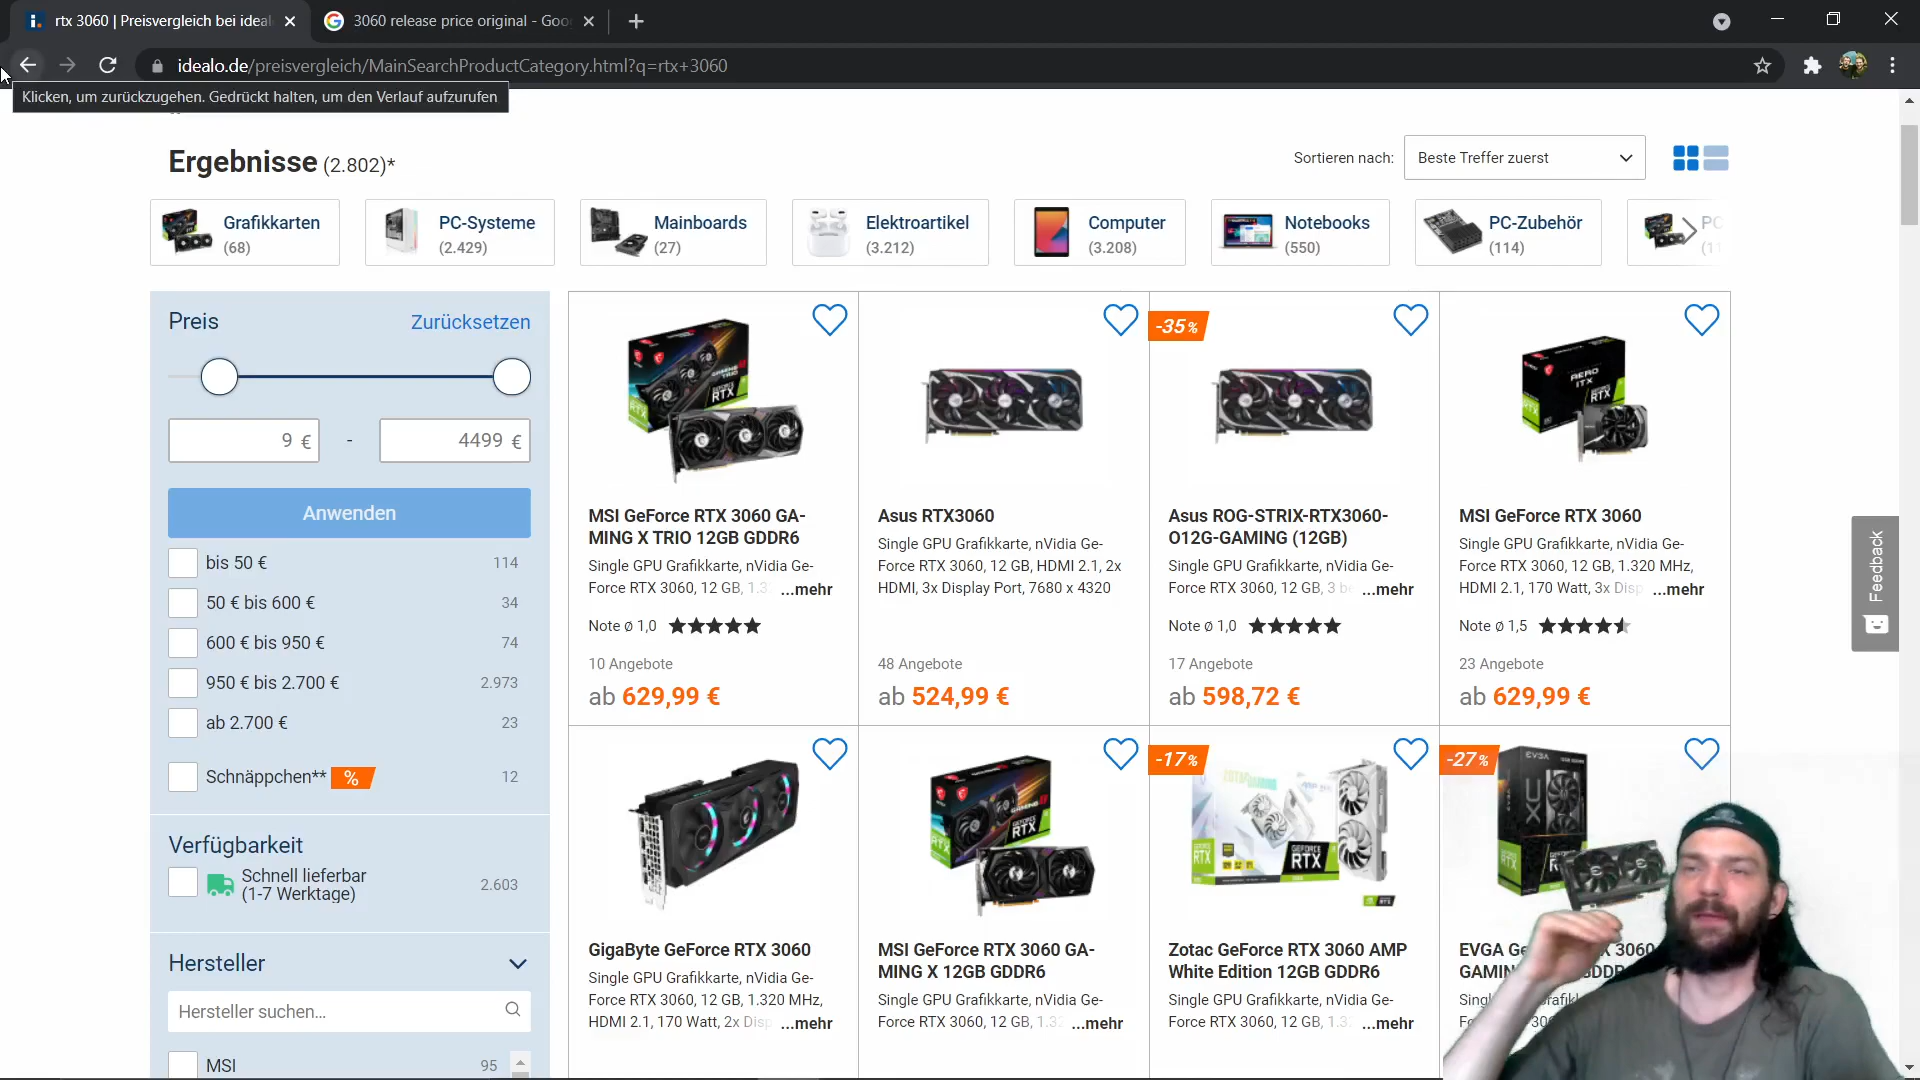 rtx 3060 | Preisvergleich bei ideal
3060 release price original - Goo
idealo.de/preisvergleich/MainSearchProductCategory.html?q=rtx+3060
Klicken, um zurückzugehen. Gedrückt halten, um den Verlauf aufzurufen
Ergebnisse (2.802)*
Sortieren nach:
Beste Treffer zuerst
Grafikkarten
(68)
PC-Systeme
(2.429)
Mainboards
(27)
Elektroartikel
(3.212)
Computer
(3.208)
Notebooks
(550)
PC-Zubehör
(114)
PC
(11
Preis
Zurücksetzen
9 €
-
4499 €
Anwenden
bis 50 € 114
50 € bis 600 € 34
600 € bis 950 € 74
950 € bis 2.700 € 2.973
ab 2.700 € 23
Schnäppchen** % 12
Verfügbarkeit
Schnell lieferbar
(1-7 Werktage)
2.603
Hersteller
Hersteller suchen...
MSI 95
MSI GeForce RTX 3060 GA-
MING X TRIO 12GB GDDR6
Single GPU Grafikkarte, nVidia Ge-
Force RTX 3060, 12 GB, 1.3 ...mehr
Note ø 1,0
10 Angebote
ab 629,99 €
Asus RTX3060
Single GPU Grafikkarte, nVidia Ge-
Force RTX 3060, 12 GB, HDMI 2.1, 2x
HDMI, 3x Display Port, 7680 x 4320
48 Angebote
ab 524,99 €
-35%
Asus ROG-STRIX-RTX3060-
O12G-GAMING (12GB)
Single GPU Grafikkarte, nVidia Ge-
Force RTX 3060, 12 GB, 3 be ...mehr
Note ø 1,0
17 Angebote
ab 598,72 €
AERO
ITX
MSI GeForce RTX 3060
Single GPU Grafikkarte, nVidia Ge-
Force RTX 3060, 12 GB, 1.320 MHz,
HDMI 2.1, 170 Watt, 3x Disp ...mehr
Note ø 1,5
23 Angebote
ab 629,99 €
GigaByte GeForce RTX 3060
Single GPU Grafikkarte, nVidia Ge-
Force RTX 3060, 12 GB, 1.320 MHz,
HDMI 2.1, 170 Watt, 2x Disp ...mehr
MSI GeForce RTX 3060 GA-
MING X 12GB GDDR6
Single GPU Grafikkarte, nVidia Ge-
Force RTX 3060, 12 GB, 1.32 ...mehr
-17%
GEFORCE
RTX
Zotac GeForce RTX 3060 AMP
White Edition 12GB GDDR6
Single GPU Grafikkarte, nVidia Ge-
Force RTX 3060, 12 GB, 1.3 ...mehr
-27%
EVGA
EVGA Ge X 3060
GAMIN
Feedback